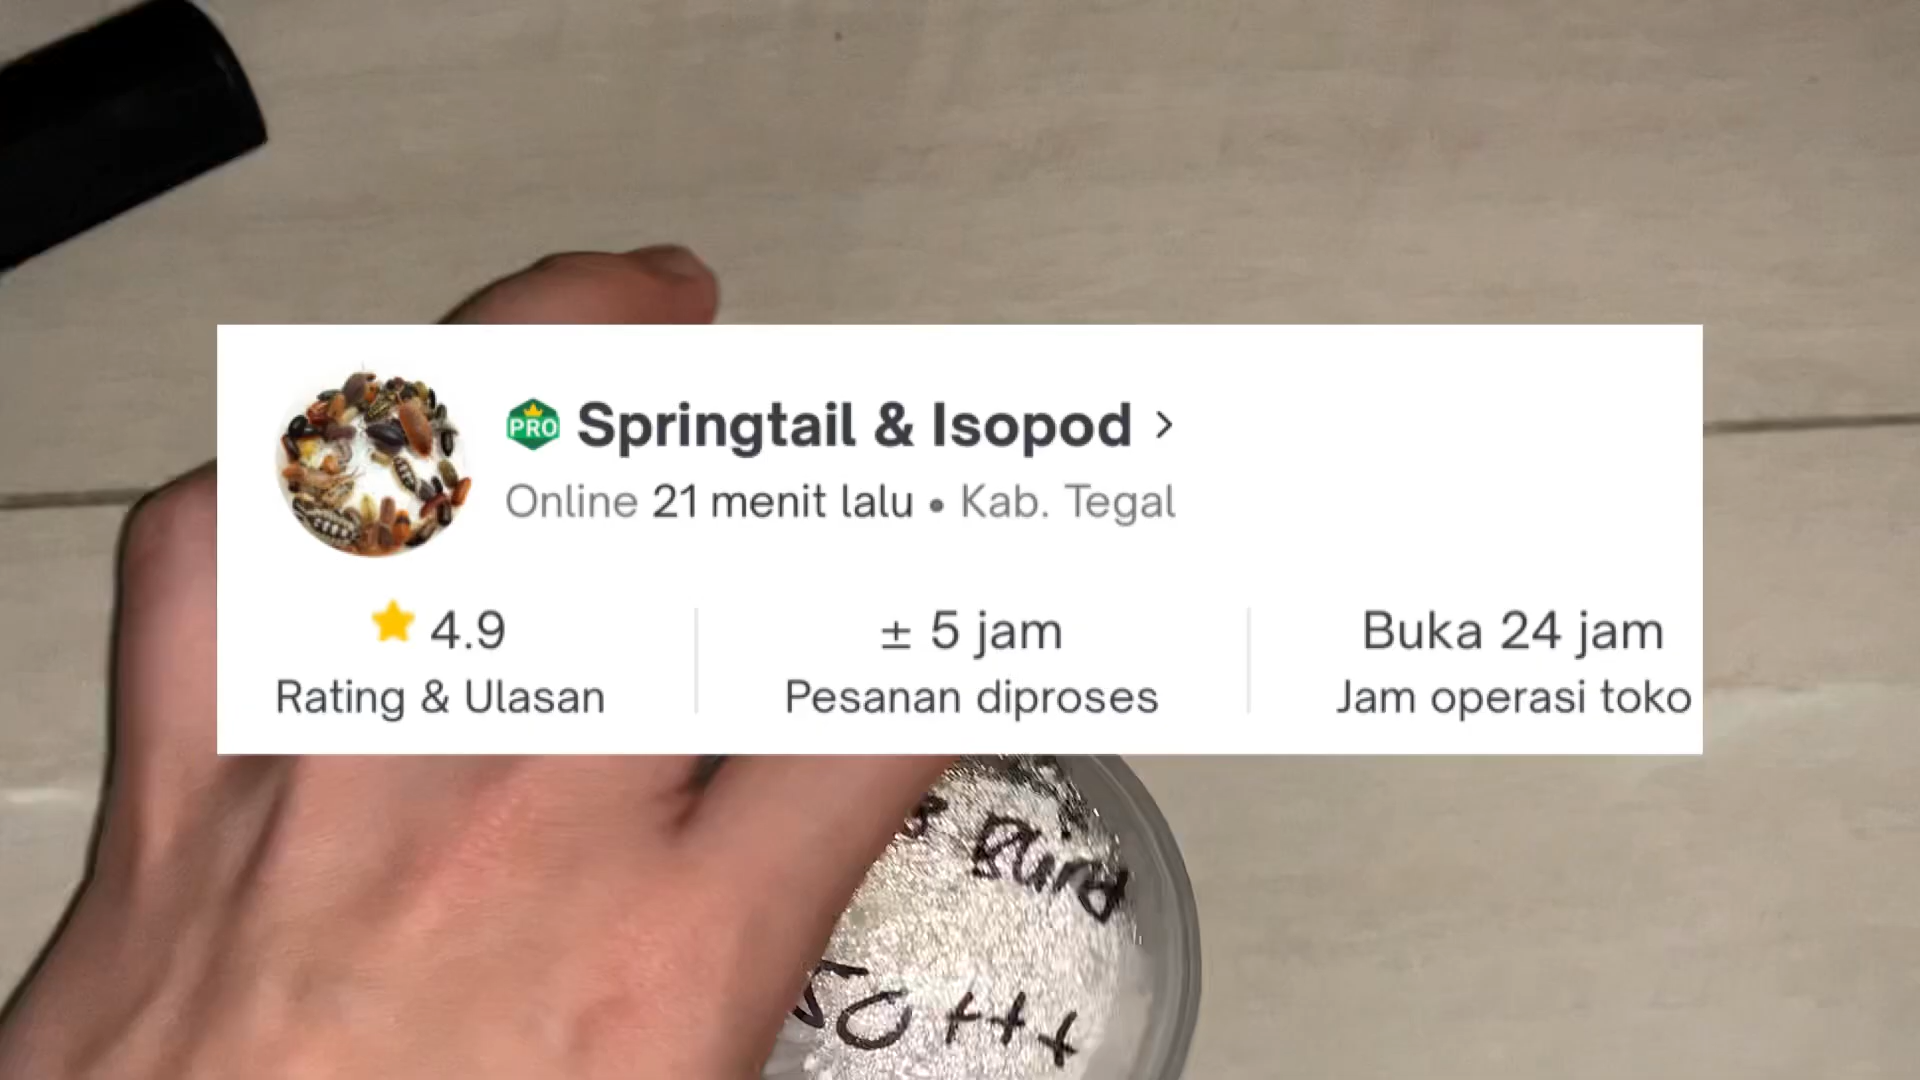 PRO Springtail & Isopod
Online 21 menit lalu • Kab. Tegal
4.9
Rating & Ulasan
± 5 jam
Pesanan diproses
Buka 24 jam
Jam operasi toko
50+++